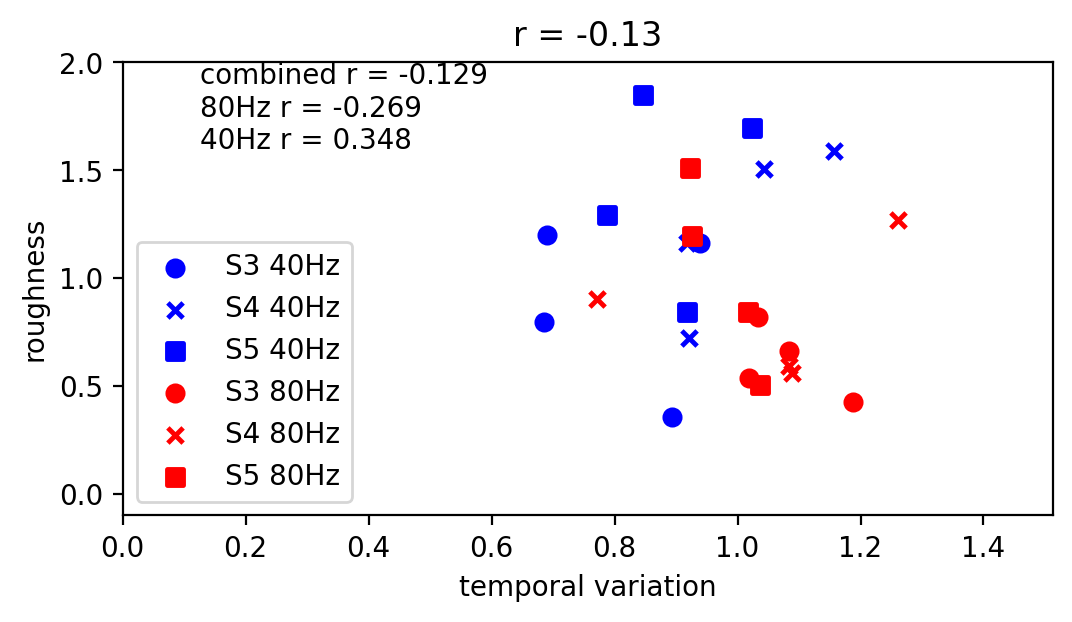 r = -0.13
combined r = -0.129
80Hz r = -0.269
40Hz r = 0.348
2.0
1.5
1.0
0.5
0.0
roughness
S3 40Hz
S4 40Hz
S5 40Hz
S3 80Hz
S4 80Hz
S5 80Hz
0.0 0.2 0.4 0.6 0.8 1.0 1.2 1.4
temporal variation